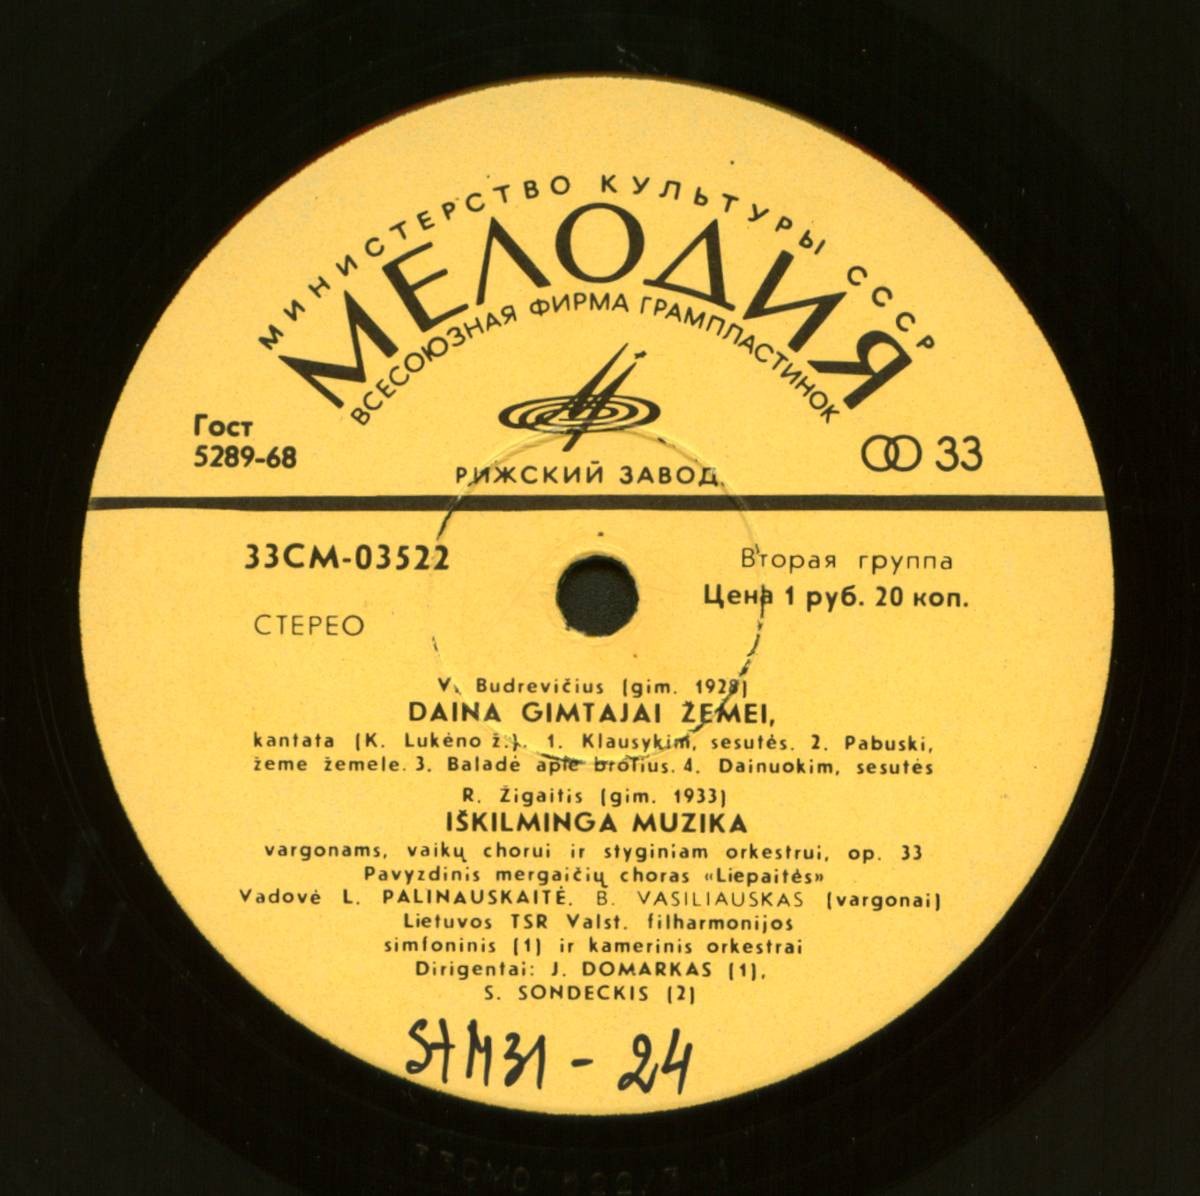 МИНИСТЕРСТВО КУЛЬТУРЫ СССР
МЕЛОДИЯ
ВСЕСОЮЗНАЯ ФИРМА ГРАМПЛАСТИНОК
Гост
5289-68
33
РИЖСКИЙ ЗАВОД.
33СМ-03522
Вторая группа
Цена 1 руб. 20 коп.
СТЕРЕО
V. Budrevičius (gim. 1928)
DAINA GIMTAJAI ŽEMEI,
kantata (K. Lukėno ž.). 1. Klausykim, sesutės. 2. Pabuski,
žeme žemele. 3. Baladė apie brolius. 4. Dainuokim, sesutės
R. Žigaitis (gim. 1933)
IŠKILMINGA MUZIKA
vargonams, vaikų chorui ir styginiam orkestrui, op. 33
Pavyzdinis mergaičių choras «Liepaitės»
Vadovė L. PALINAUSKAITĖ. B. VASILIAUSKAS (vargonai)
Lietuvos TSR Valst. filharmonijos
simfoninis (1) ir kamerinis orkestrai
Dirigentai: J. DOMARKAS (1),
S. SONDECKIS (2)
StM31 - 24